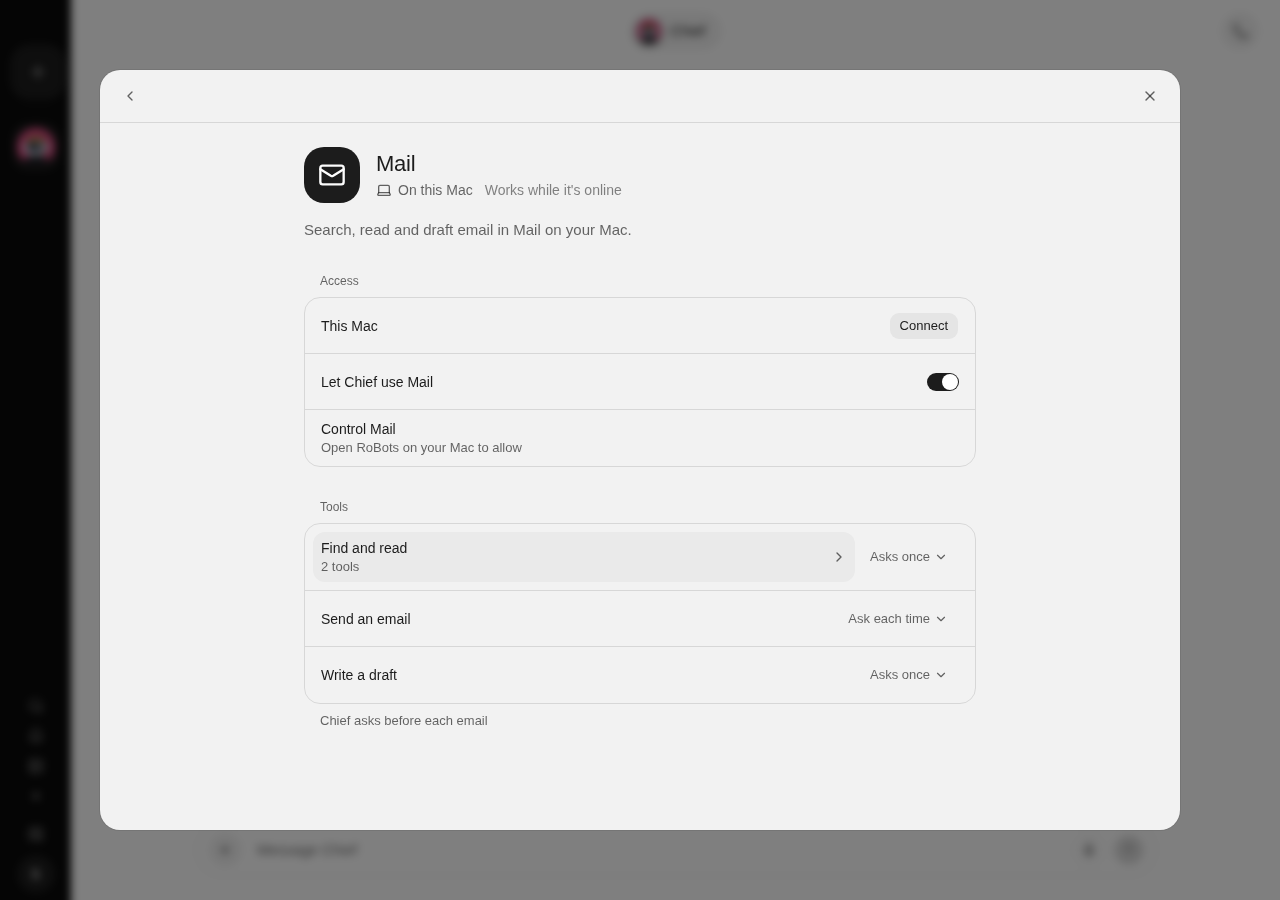 Chief
Mail
On this Mac Works while it's online
Search, read and draft email in Mail on your Mac.
Access
This Mac
Connect
Let Chief use Mail
Control Mail
Open RoBots on your Mac to allow
Tools
Find and read
2 tools
Asks once
Send an email
Ask each time
Write a draft
Asks once
Chief asks before each email
Message Chief